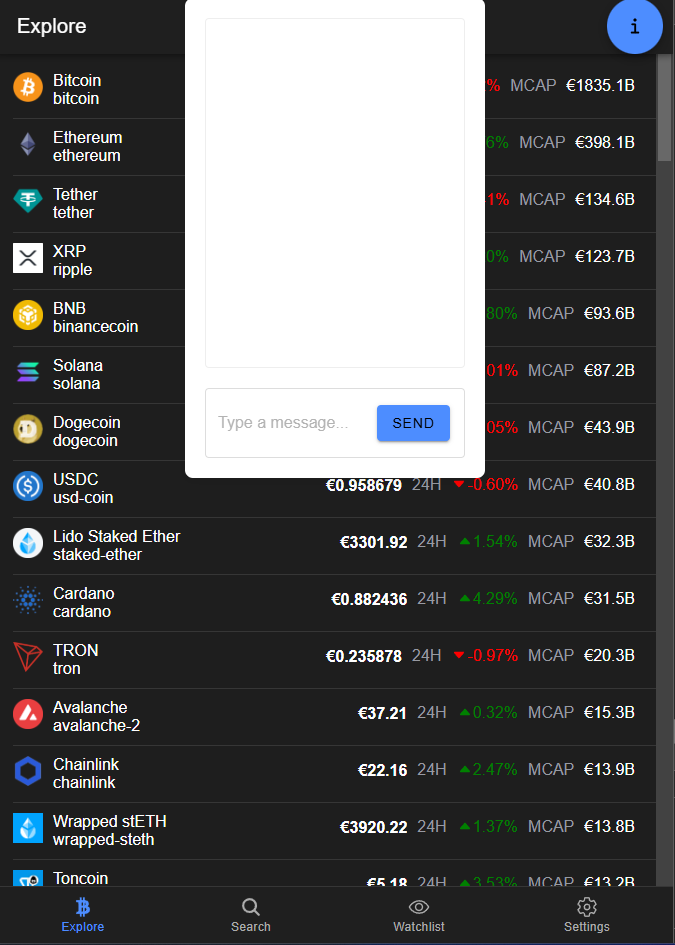 Explore
i
Bitcoin
bitcoin
% MCAP €1835.1B
Ethereum
ethereum
6% MCAP €398.1B
Tether
tether
1% MCAP €134.6B
XRP
ripple
0% MCAP €123.7B
BNB
binancecoin
80% MCAP €93.6B
Solana
solana
01% MCAP €87.2B
Dogecoin
dogecoin
05% MCAP €43.9B
Type a message...
SEND
USDC
usd-coin
€0.958679 24H -0.60% MCAP €40.8B
Lido Staked Ether
staked-ether
€3301.92 24H 1.54% MCAP €32.3B
Cardano
cardano
€0.882436 24H 4.29% MCAP €31.5B
TRON
tron
€0.235878 24H -0.97% MCAP €20.3B
Avalanche
avalanche-2
€37.21 24H 0.32% MCAP €15.3B
Chainlink
chainlink
€22.16 24H 2.47% MCAP €13.9B
Wrapped stETH
wrapped-steth
€3920.22 24H 1.37% MCAP €13.8B
Toncoin
€5.18 24H 3.53% MCAP €13.2B
Explore
Search
Watchlist
Settings